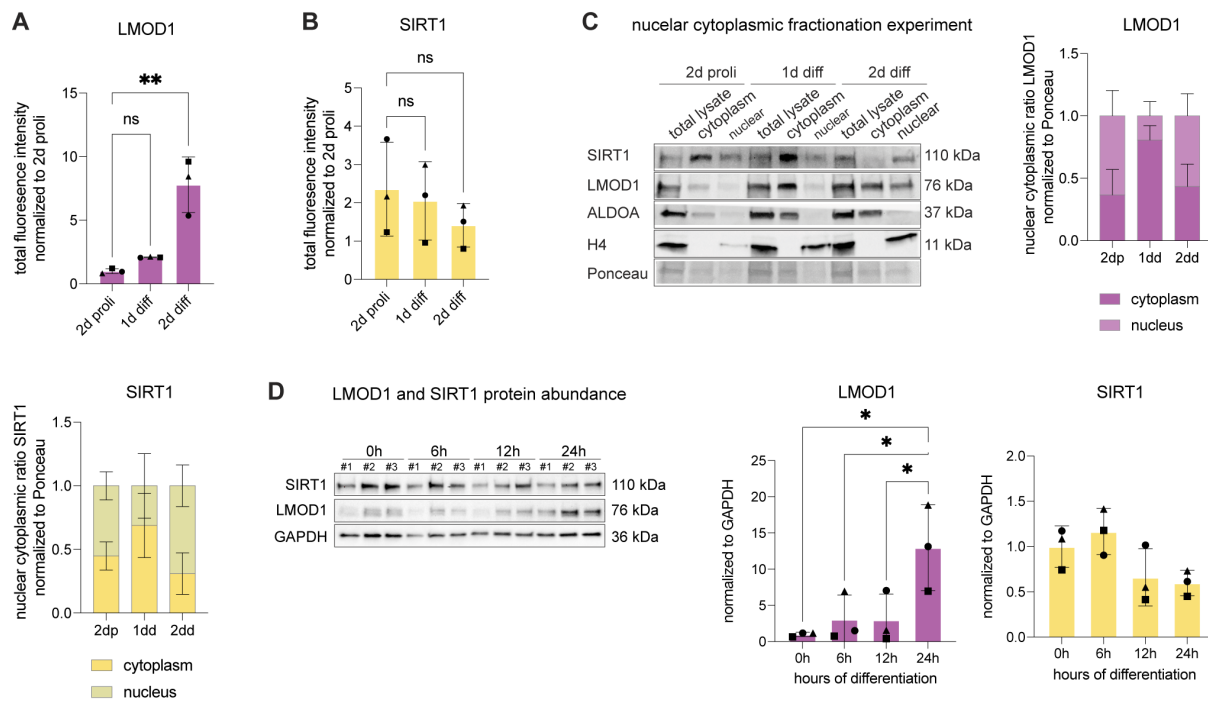 A
LMOD1
total fluorescence intensity
normalized to 2d proli
15
10
5
0
**
ns
2d proli
1d diff
2d diff
B
SIRT1
total fluorescence intensity
normalized to 2d proli
5
4
3
2
1
0
ns
ns
2d proli
1d diff
2d diff
C
nucelar cytoplasmic fractionation experiment
2d proli 1d diff 2d diff
total lysate cytoplasm nuclear total lysate cytoplasm nuclear total lysate cytoplasm nuclear
SIRT1 110 kDa
LMOD1 76 kDa
ALDOA 37 kDa
H4 11 kDa
Ponceau
LMOD1
nuclear cytoplasmic ratio LMOD1
normalized to Ponceau
1.5
1.0
0.5
0.0
2dp 1dd 2dd
cytoplasm
nucleus
SIRT1
nuclear cytoplasmic ratio SIRT1
normalized to Ponceau
1.5
1.0
0.5
0.0
2dp 1dd 2dd
cytoplasm
nucleus
D
LMOD1 and SIRT1 protein abundance
0h 6h 12h 24h
#1 #2 #3 #1 #2 #3 #1 #2 #3 #1 #2 #3
SIRT1 110 kDa
LMOD1 76 kDa
GAPDH 36 kDa
LMOD1
normalized to GAPDH
25
20
15
10
5
0
*
*
*
0h 6h 12h 24h
hours of differentiation
SIRT1
normalized to GAPDH
2.0
1.5
1.0
0.5
0.0
0h 6h 12h 24h
hours of differentiation